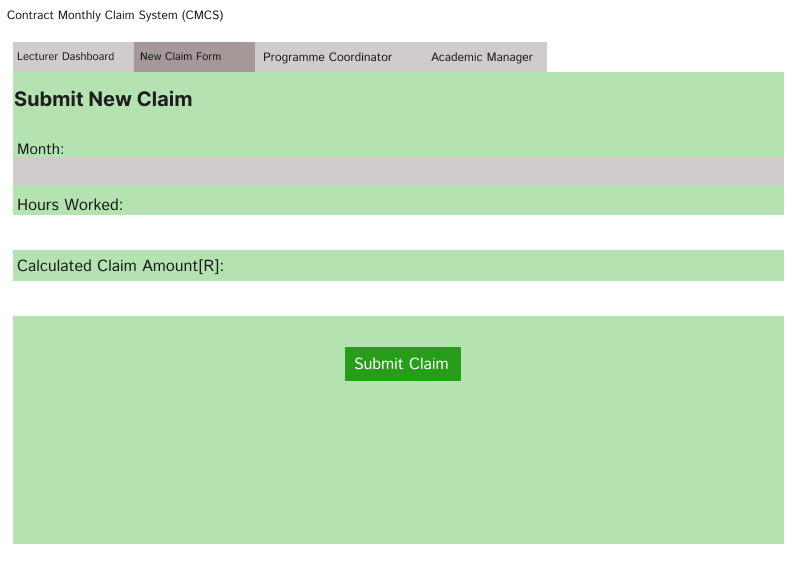 Contract Monthly Claim System (CMCS)
Lecturer Dashboard New Claim Form Programme Coordinator Academic Manager
Submit New Claim
Month:
Hours Worked:
Calculated Claim Amount[R]:
Submit Claim